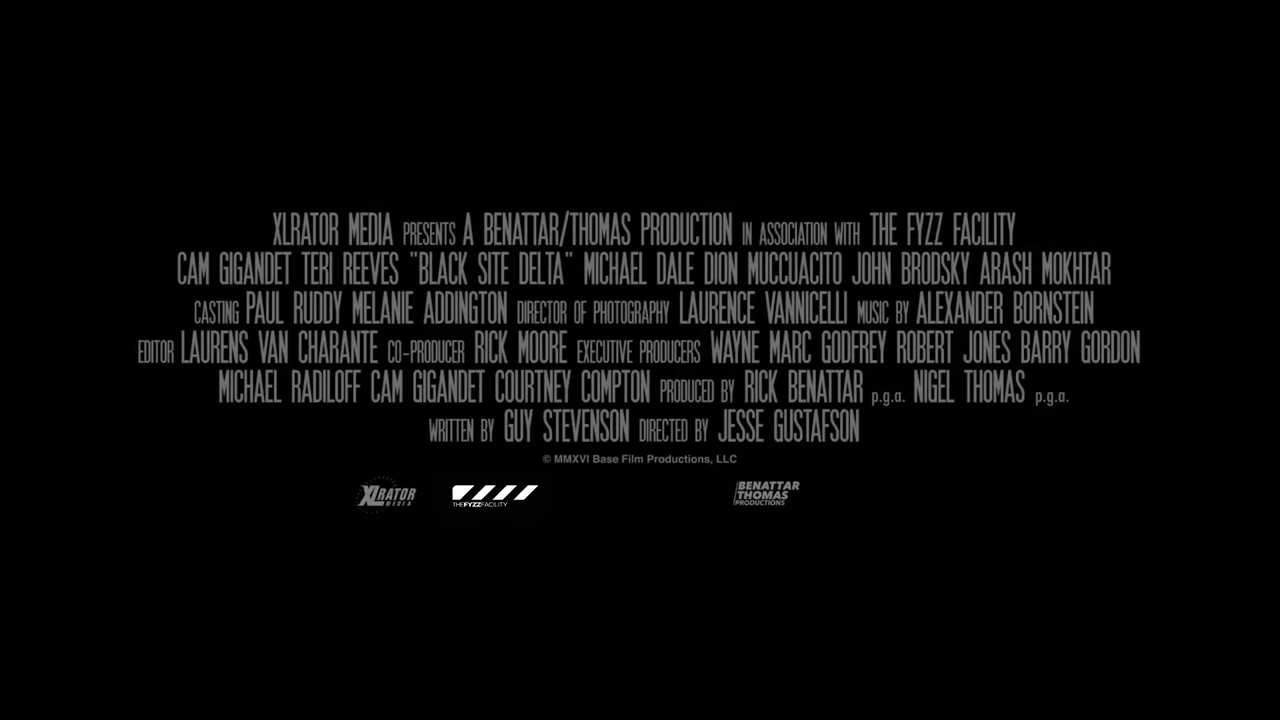 XLRATOR MEDIA PRESENTS A BENATTAR/THOMAS PRODUCTION IN ASSOCIATION WITH THE FYZZ FACILITY
CAM GIGANDET TERI REEVES "BLACK SITE DELTA" MICHAEL DALE DION MUCCUACITO JOHN BRODSKY ARASH MOKHTAR
CASTING PAUL RUDDY MELANIE ADDINGTON DIRECTOR OF PHOTOGRAPHY LAURENCE VANNICELLI MUSIC BY ALEXANDER BORNSTEIN
EDITOR LAURENS VAN CHARANTE CO-PRODUCER RICK MOORE EXECUTIVE PRODUCERS WAYNE MARC GODFREY ROBERT JONES BARRY GORDON
MICHAEL RADILOFF CAM GIGANDET COURTNEY COMPTON PRODUCED BY RICK BENATTAR p.g.a. NIGEL THOMAS p.g.a.
WRITTEN BY GUY STEVENSON DIRECTED BY JESSE GUSTAFSON
© MMXVI Base Film Productions, LLC
XLRATOR
MEDIA
THEFYZZFACILITY
BENATTAR
THOMAS
PRODUCTIONS